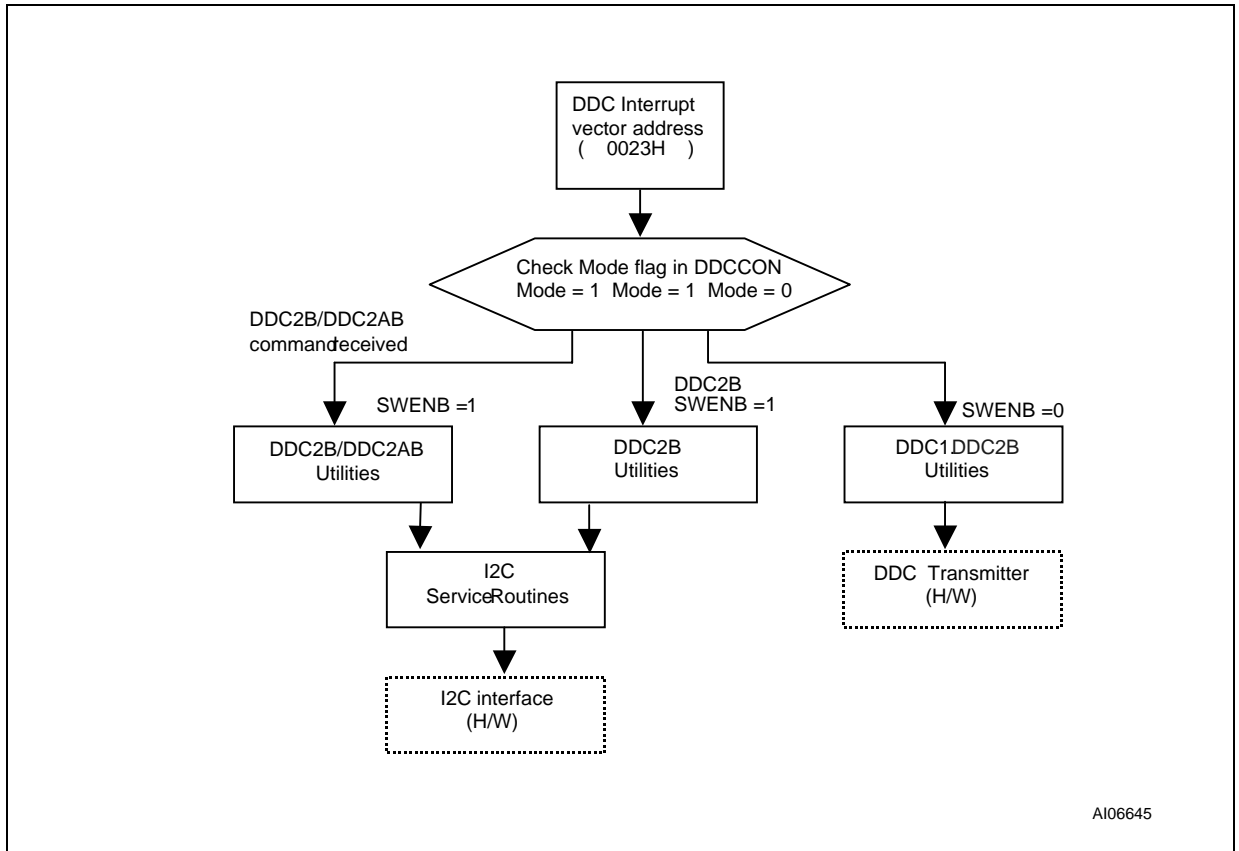 DDC Interrupt
vector address
( 0023H )
Check Mode flag in DDCCON
Mode = 1 Mode = 1 Mode = 0
DDC2B/DDC2AB
commandreceived
SWENB =1
DDC2B
SWENB =1
SWENB =0
DDC2B/DDC2AB
Utilities
DDC2B
Utilities
DDC1.DDC2B
Utilities
I2C
ServiceRoutines
DDC Transmitter
(H/W)
I2C interface
(H/W)
AI06645